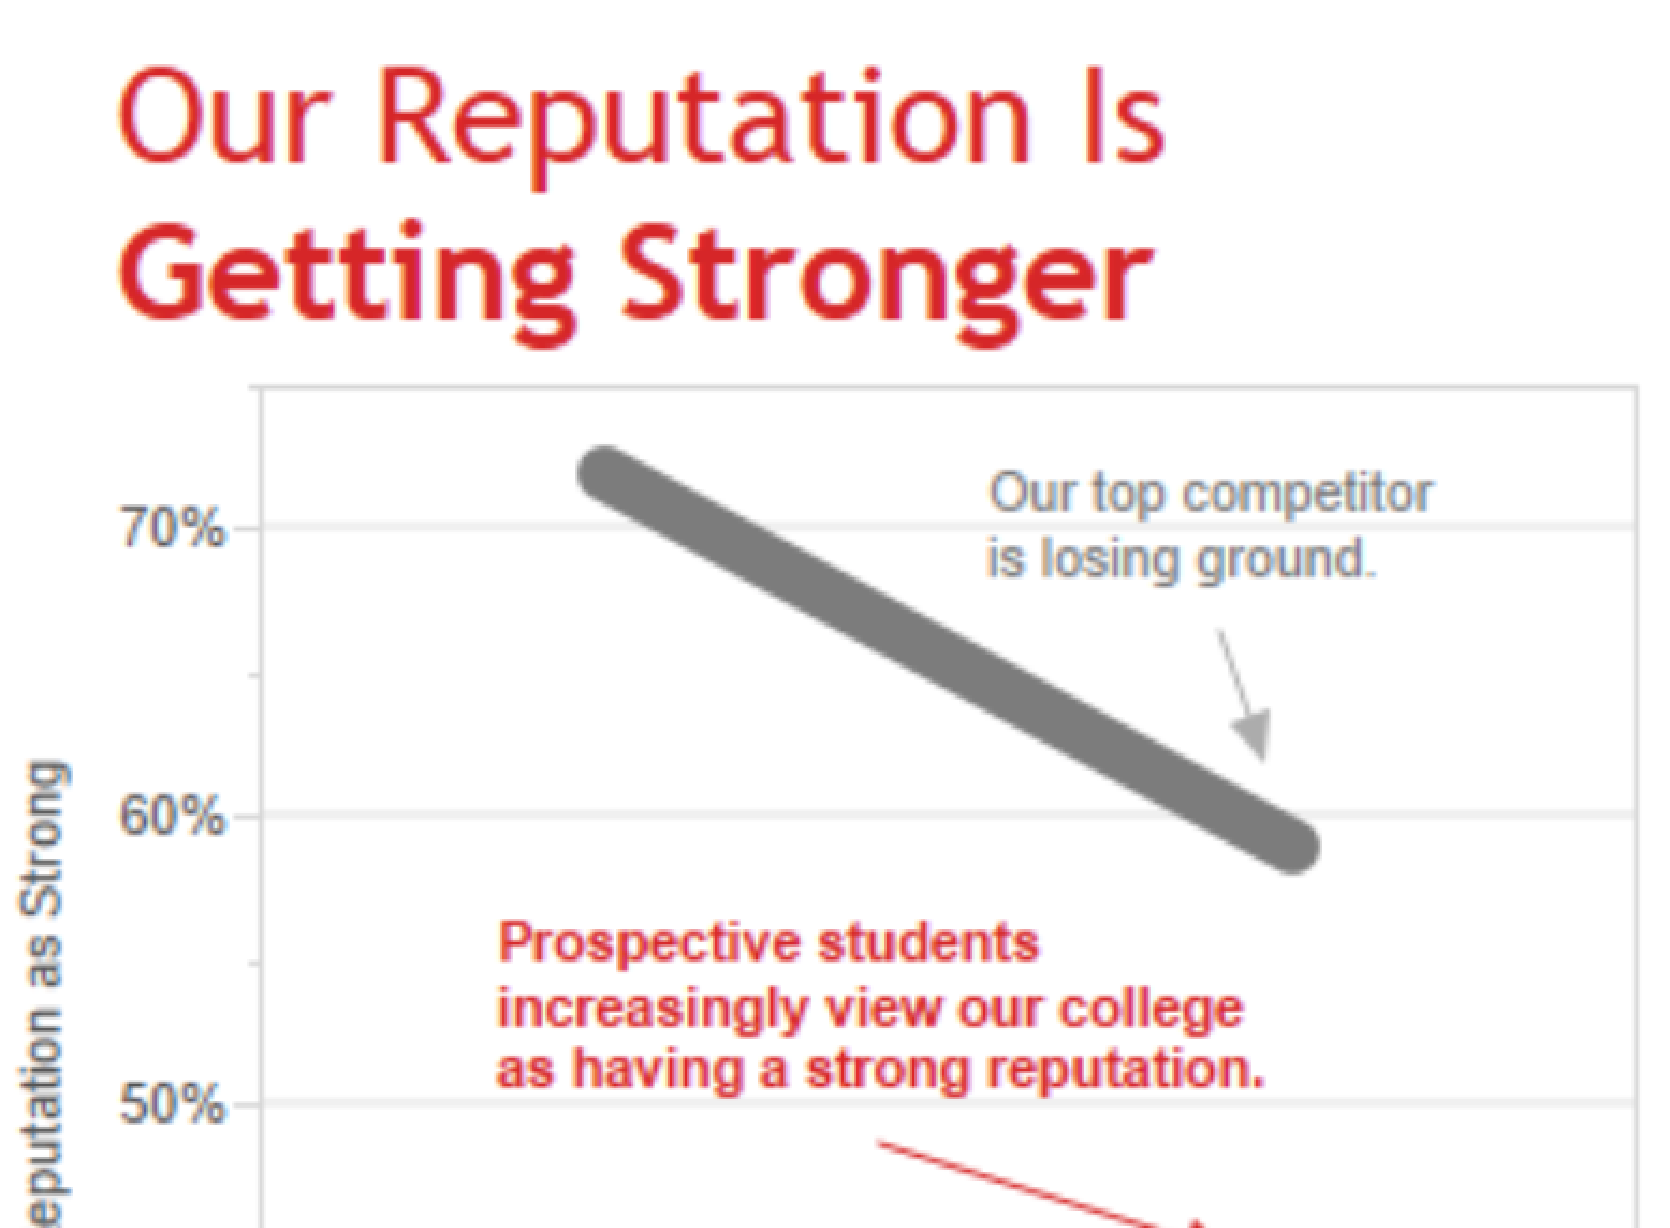 Our Reputation Is
Getting Stronger
70%
Our top competitor
is losing ground.
60%
Prospective students
increasingly view our college
as having a strong reputation.
50%
eputation as Strong